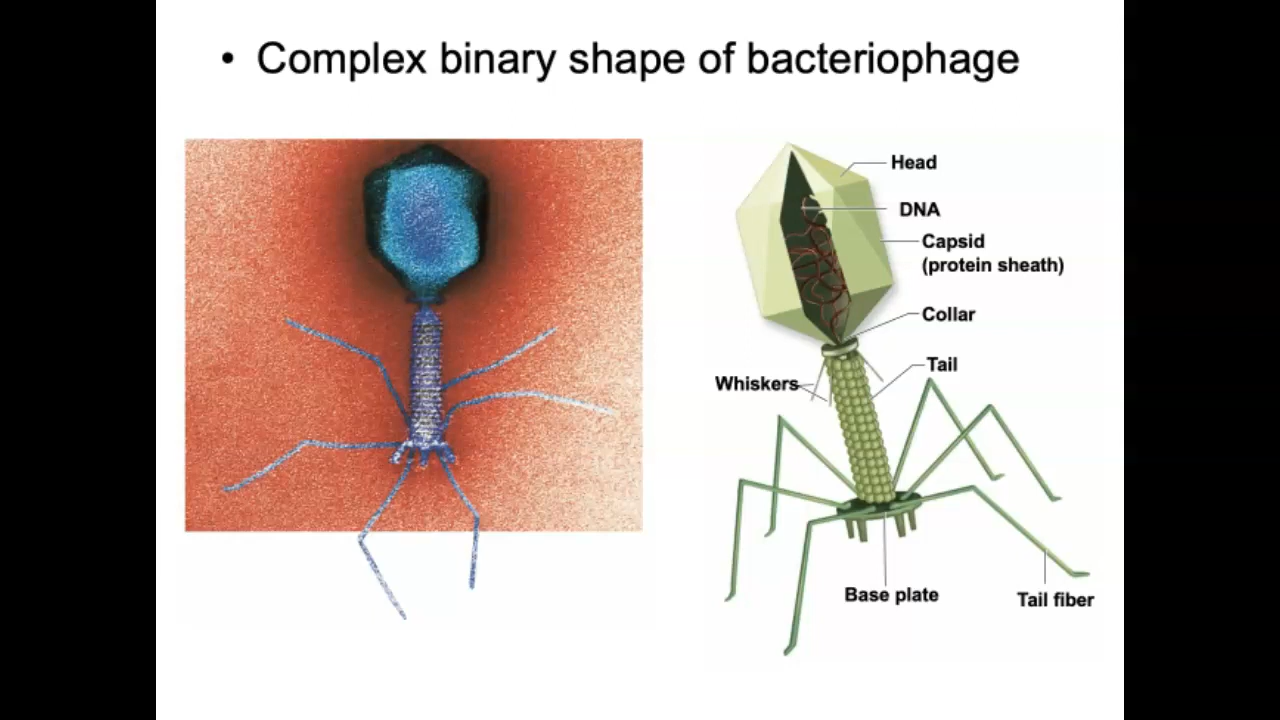 • Complex binary shape of bacteriophage
Head
DNA
Capsid
(protein sheath)
Collar
Tail
Whiskers
Base plate
Tail fiber